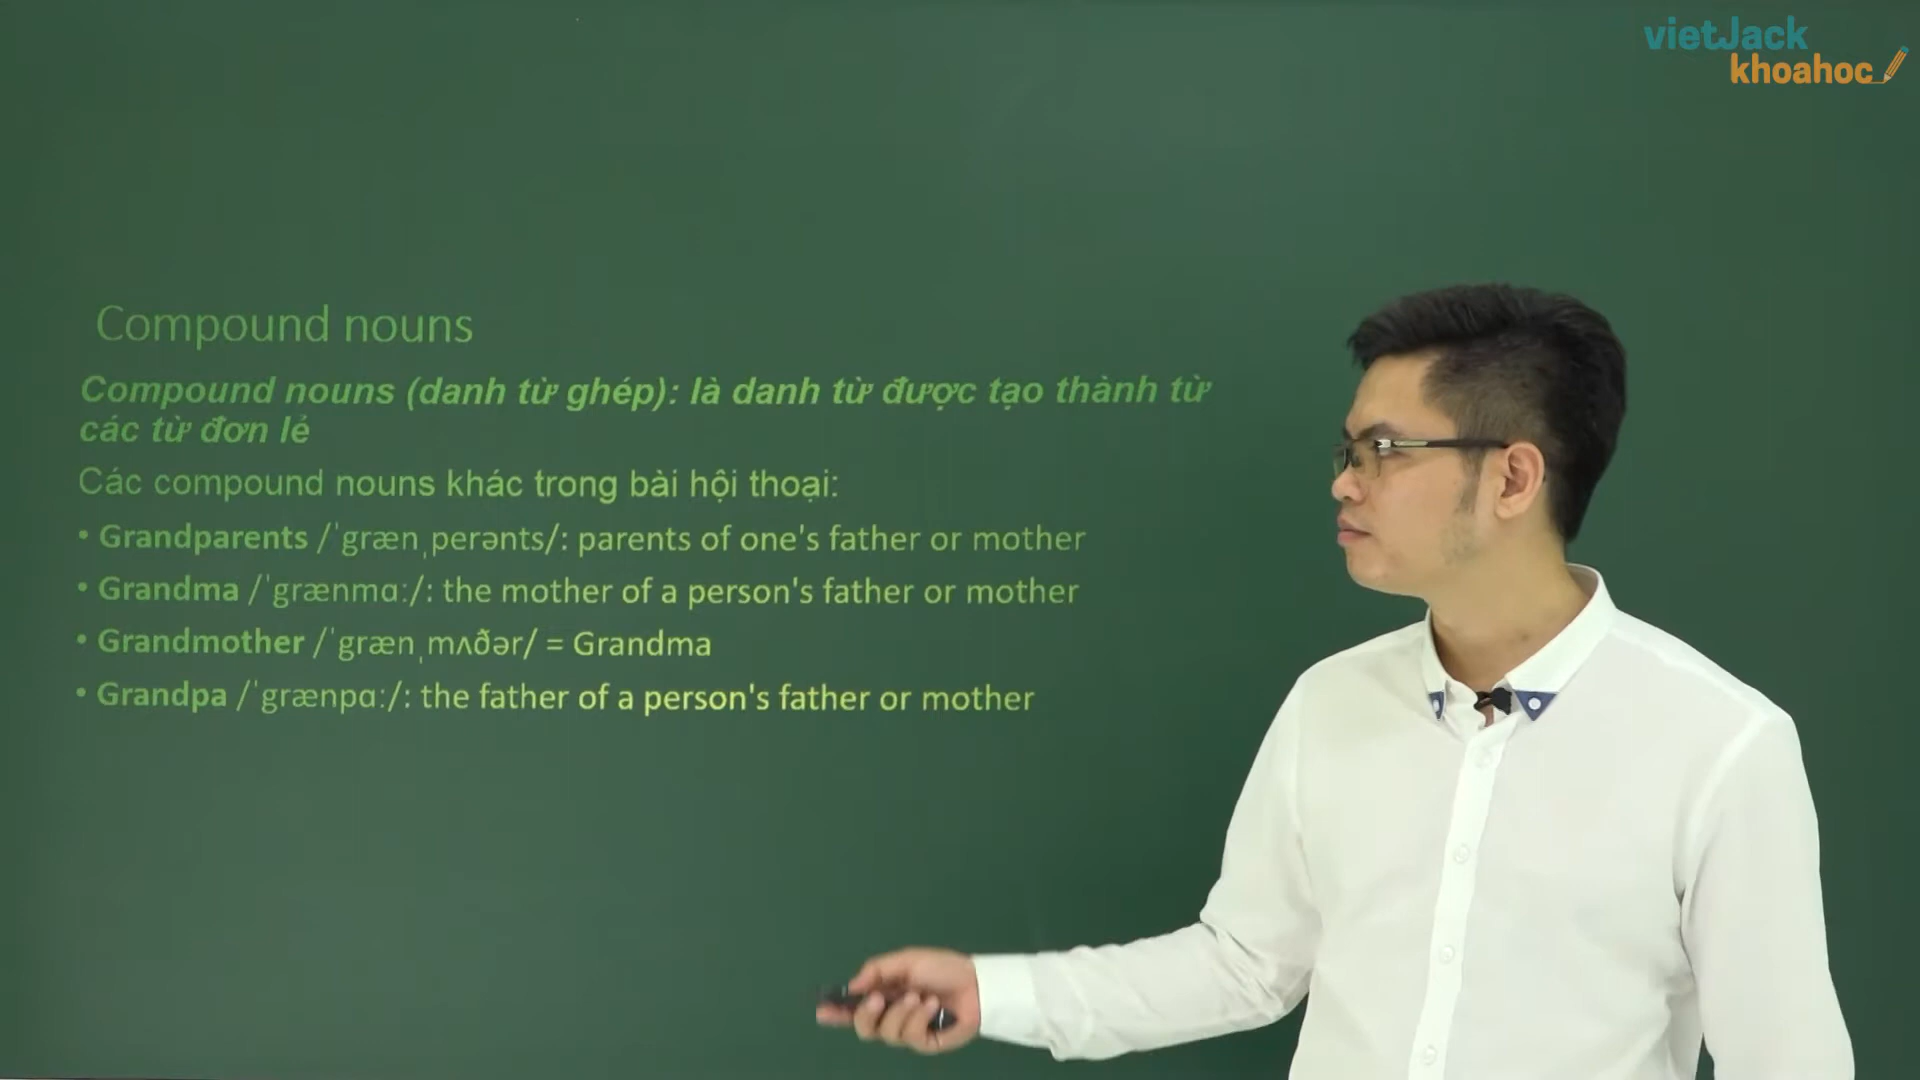 vietJack
khoahoc
Compound nouns
Compound nouns (danh từ ghép): là danh từ được tạo thành từ
các từ đơn lẻ
Các compound nouns khác trong bài hội thoại:
• Grandparents /ˈɡrænˌperənts/: parents of one's father or mother
• Grandma /ˈɡrænmɑː/: the mother of a person's father or mother
• Grandmother /ˈɡrænˌmʌðər/ = Grandma
• Grandpa /ˈɡrænpɑː/: the father of a person's father or mother